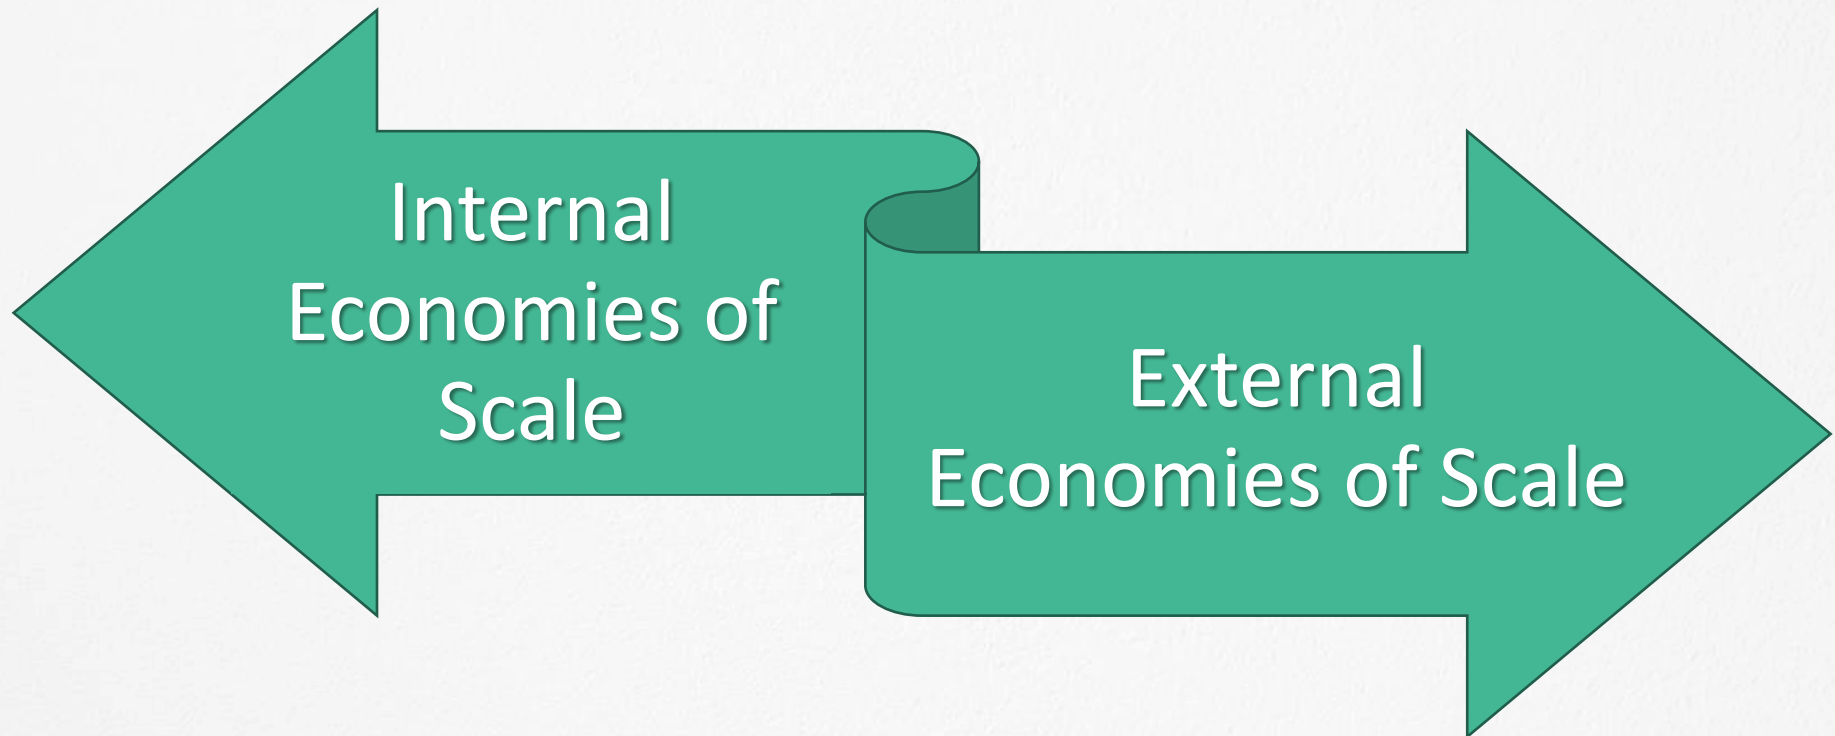 Internal
Economies of
Scale
External
Economies of Scale